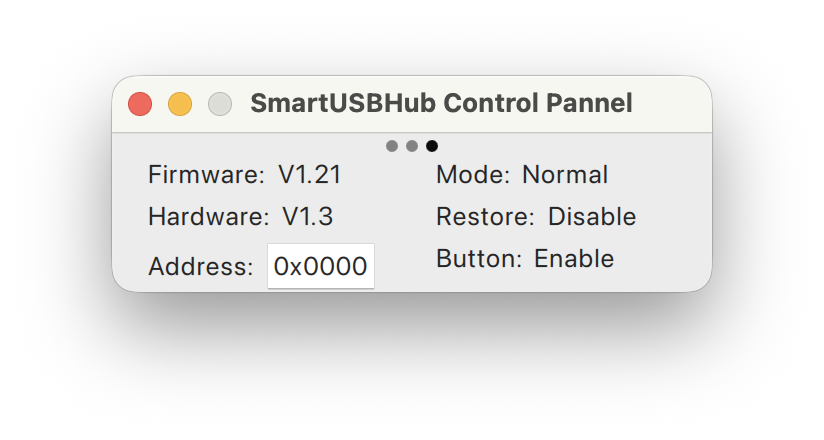 SmartUSBHub Control Pannel
Firmware: V1.21
Mode: Normal
Hardware: V1.3
Restore: Disable
Address: 0x0000
Button: Enable